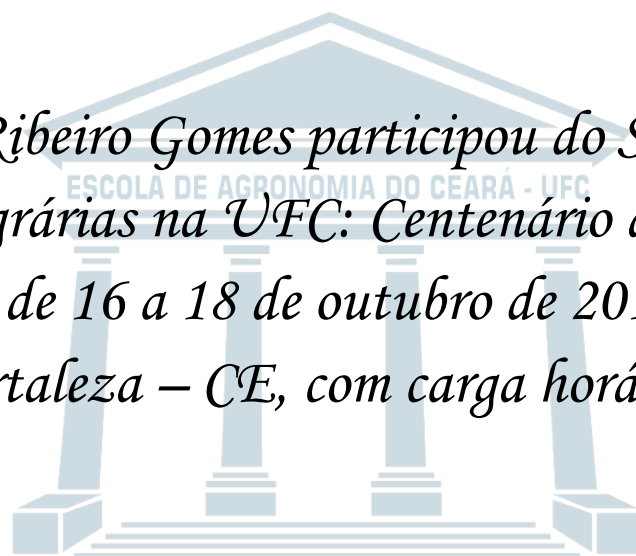 Ribeiro Gomes participou do S
ESCOLA DE AGRONOMIA DO CEARÁ - UFC
grárias na UFC: Centenário
de 16 a 18 de outubro de 201
rtaleza – CE, com carga horá